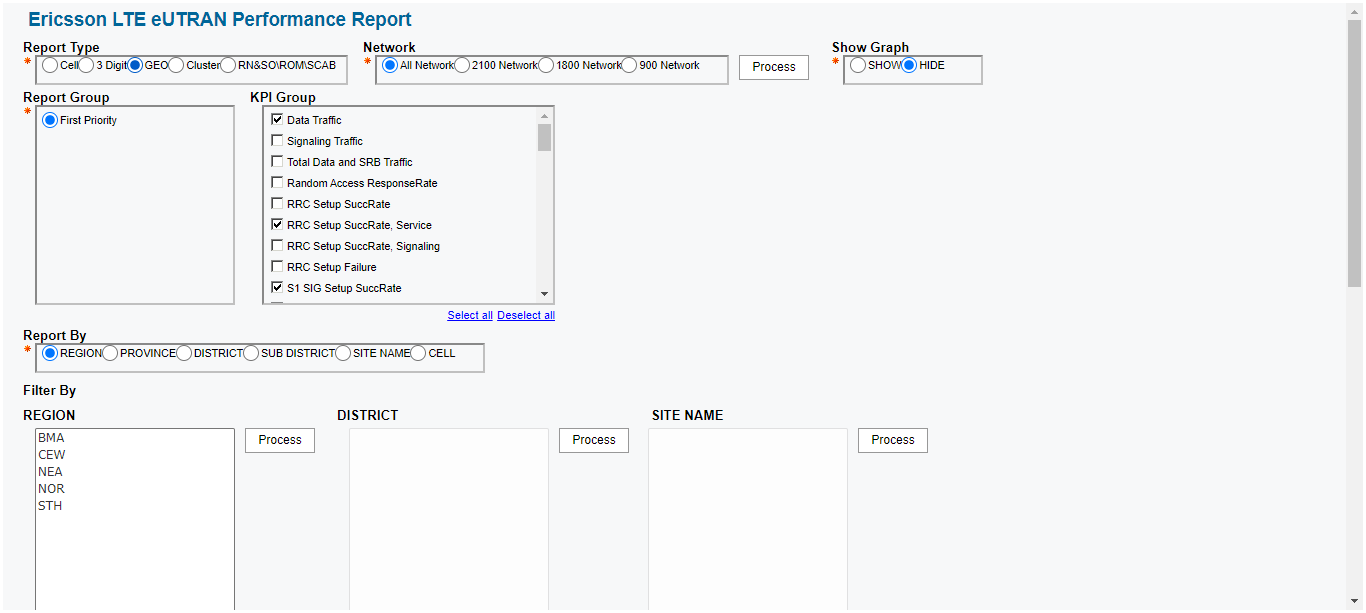 Ericsson LTE eUTRAN Performance Report
Report Type
Network
Show Graph
* Cell 3 Digit GEO Cluster RN&SO\ROM\SCAB
* All Network 2100 Network 1800 Network 900 Network
Process
* SHOW HIDE
Report Group
KPI Group
* First Priority
Data Traffic
Signaling Traffic
Total Data and SRB Traffic
Random Access ResponseRate
RRC Setup SuccRate
RRC Setup SuccRate, Service
RRC Setup SuccRate, Signaling
RRC Setup Failure
S1 SIG Setup SuccRate
Select all Deselect all
Report By
* REGION PROVINCE DISTRICT SUB DISTRICT SITE NAME CELL
Filter By
REGION
DISTRICT
SITE NAME
BMA
CEW
NEA
NOR
STH
Process
Process
Process